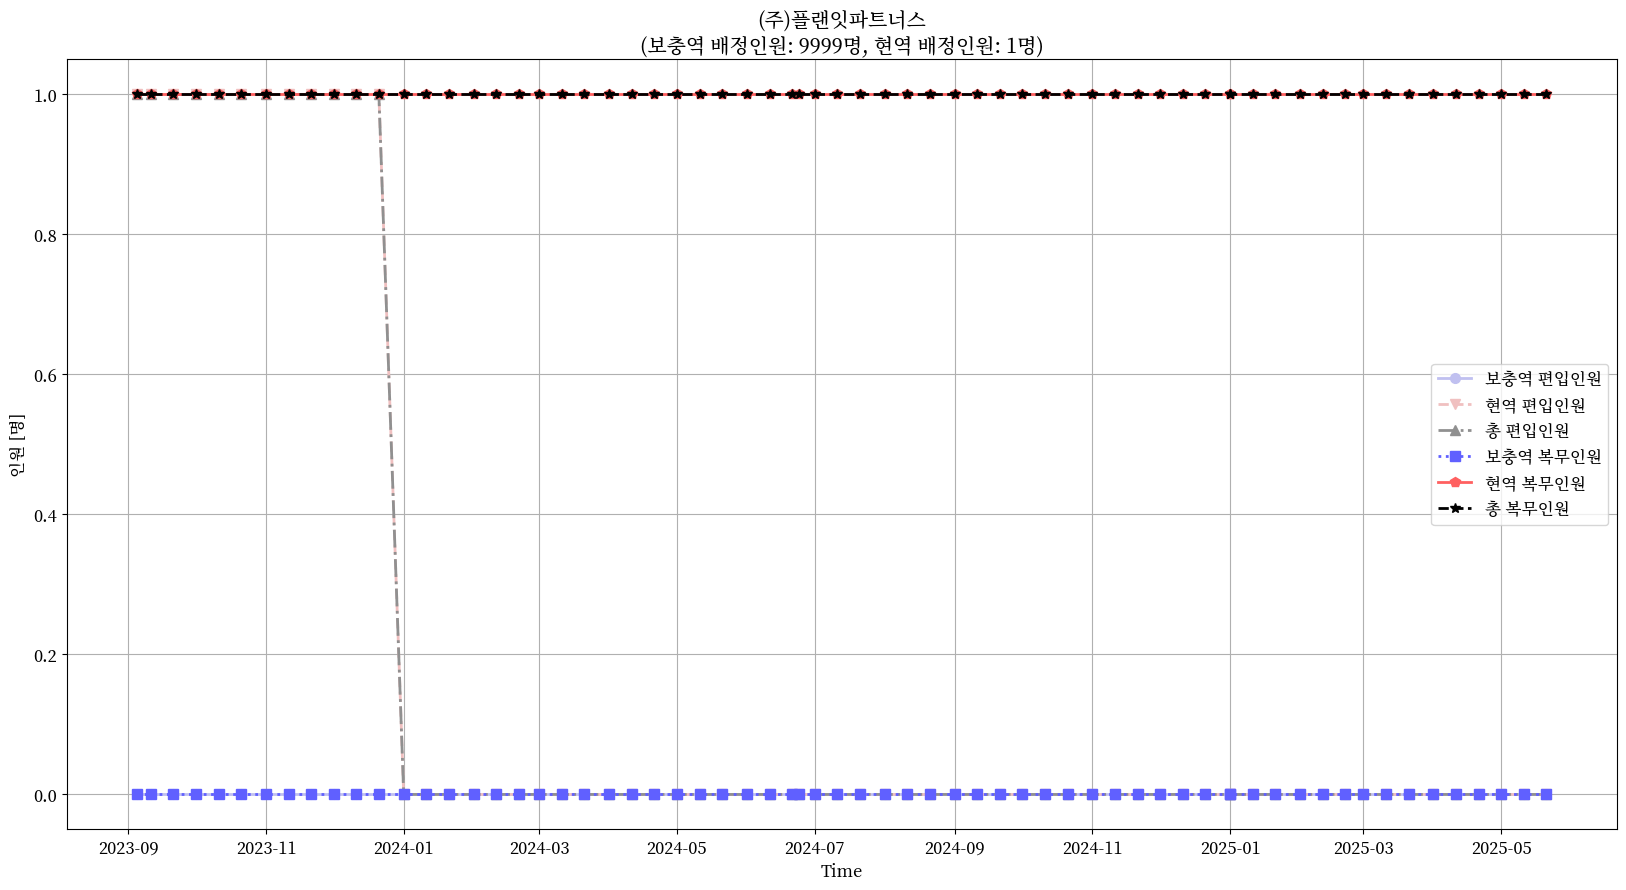 (주)플랜잇파트너스
(보충역 배정인원: 9999명, 현역 배정인원: 1명)
1.0
0.8
0.6
0.4
0.2
0.0
인원 [명]
보충역 편입인원
현역 편입인원
총 편입인원
보충역 복무인원
현역 복무인원
총 복무인원
2023-09 2023-11 2024-01 2024-03 2024-05 2024-07 2024-09 2024-11 2025-01 2025-03 2025-05
Time